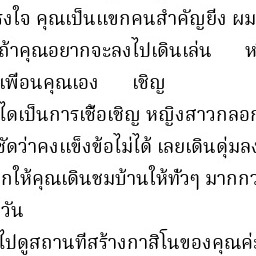 รงใจ คุณเป็นแขกคนสำคัญยิ่ง ผม
ถ้าคุณอยากจะลงไปเดินเล่น
เพื่อนคุณเอง เชิญ
ใดเป็นการเชื้อเชิญ หญิงสาวกลอก
ชัดว่าคงแข็งข้อไม่ได้ เลยเดินดุ่มลง
กให้คุณเดินชมบ้านให้ทั่วๆ มากกว
วัน
ไปดูสถานที่สร้างกาสิโนของคุณค่ะ